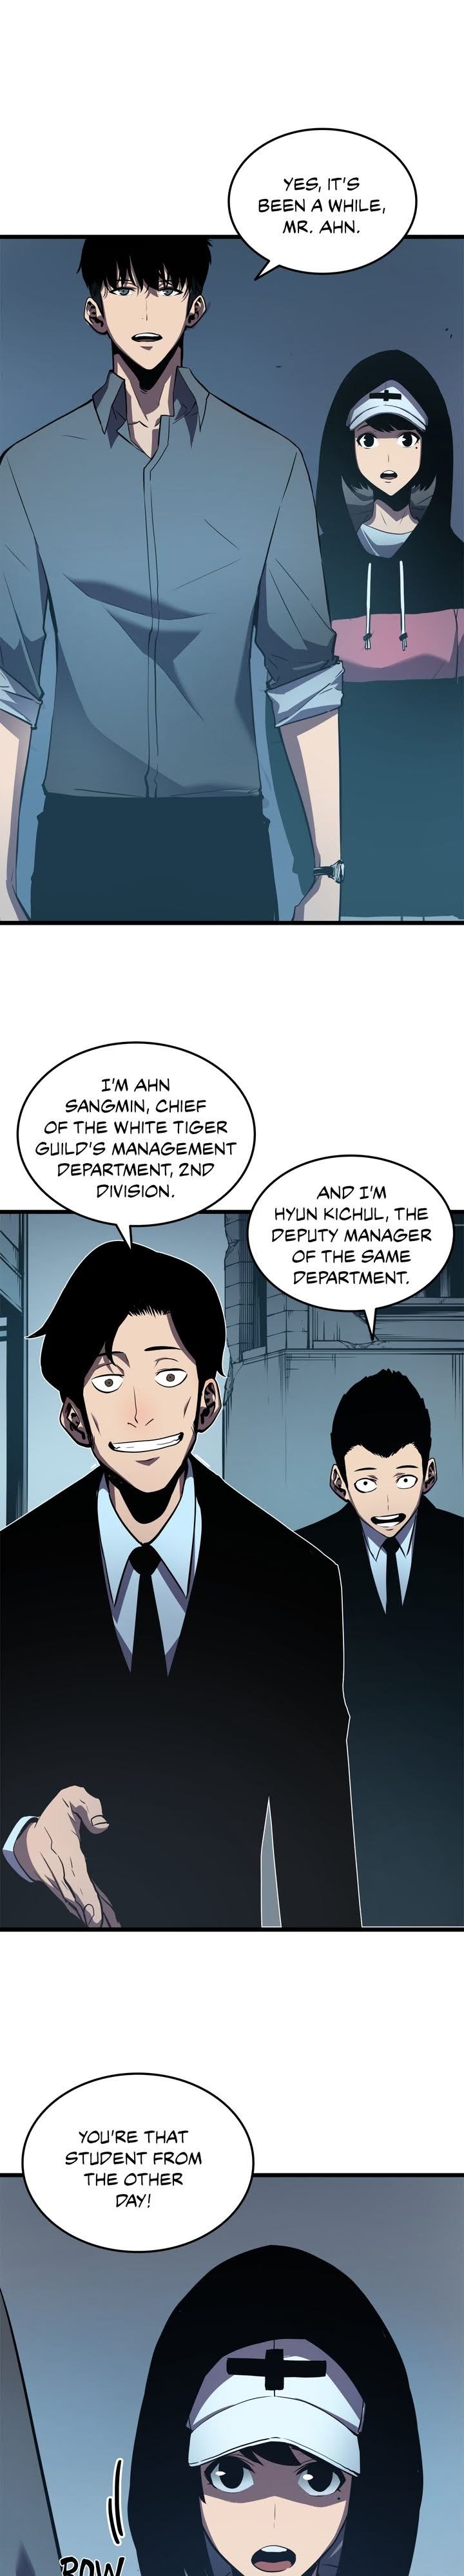 YES, IT'S
BEEN A WHILE,
MR. AHN.
I'M AHN
SANGMIN, CHIEF
OF THE WHITE TIGER
GUILD'S MANAGEMENT
DEPARTMENT, 2ND
DIVISION.
AND I'M
HYUN KICHUL, THE
DEPUTY MANAGER
OF THE SAME
DEPARTMENT.
YOU'RE THAT
STUDENT FROM
THE OTHER
DAY!
BOW